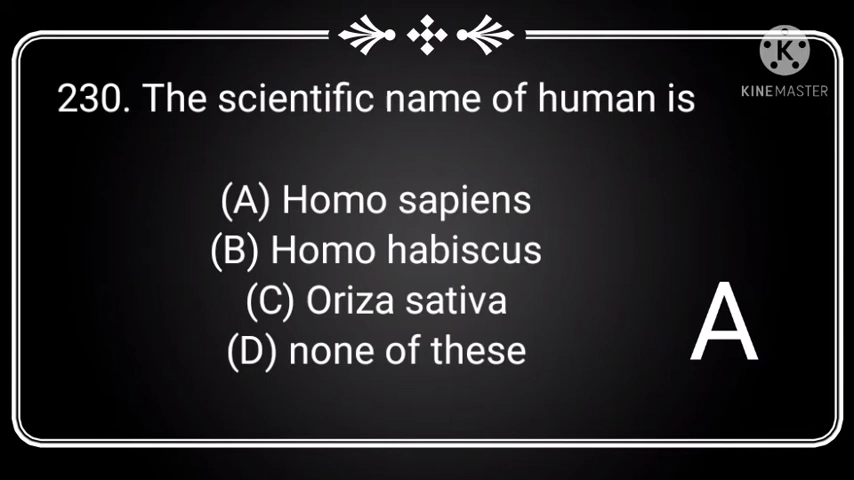 K
KINEMASTER
230. The scientific name of human is
(A) Homo sapiens
(B) Homo habiscus
(C) Oriza sativa
(D) none of these
A